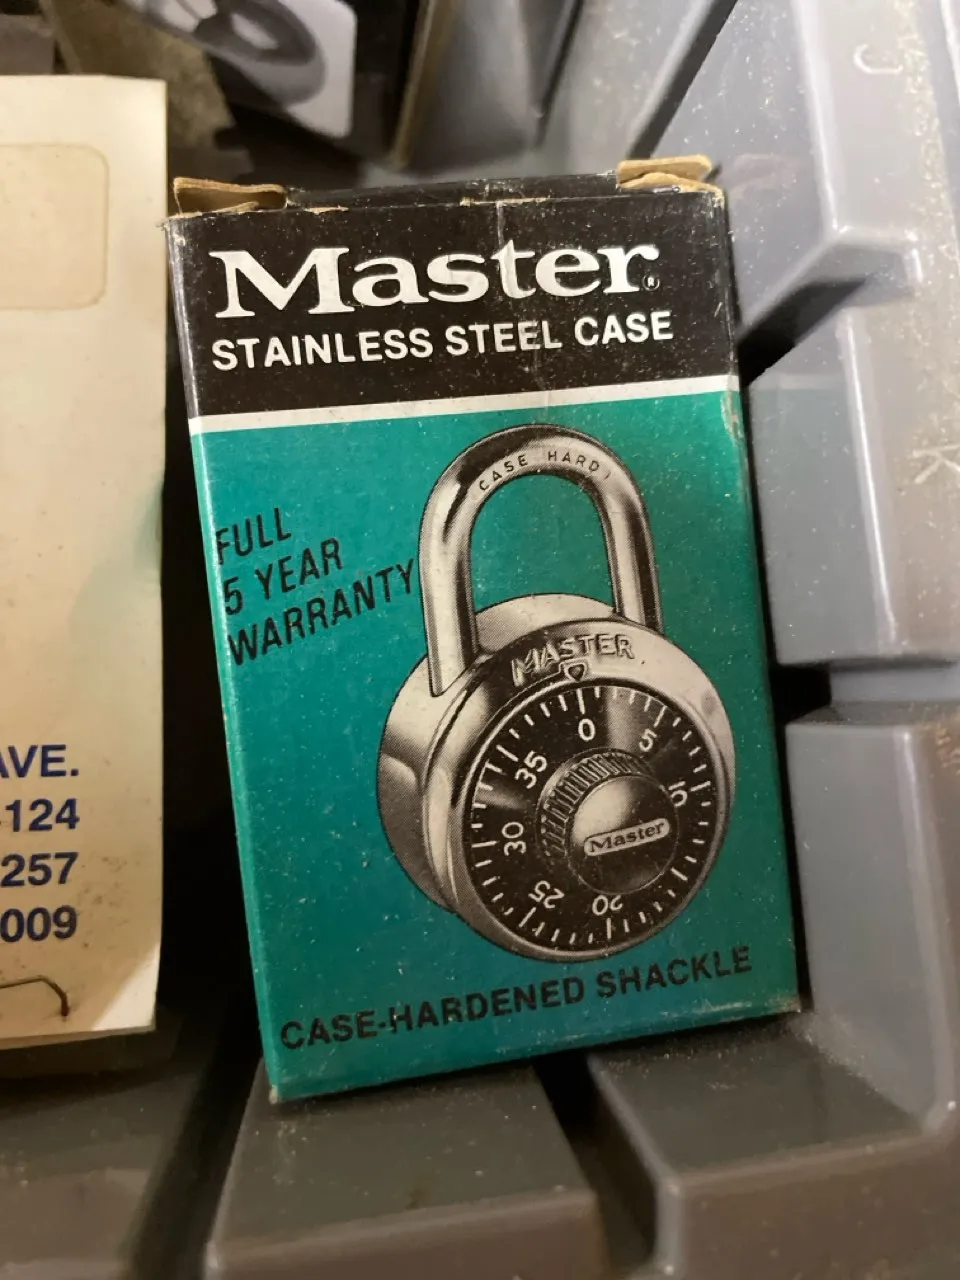 Master®
STAINLESS STEEL CASE
FULL
5 YEAR
WARRANTY
CASE HARD
MASTER
0
5
10
20
25
30
35
Master
CASE-HARDENED SHACKLE
AVE.
-124
257
009
J
K